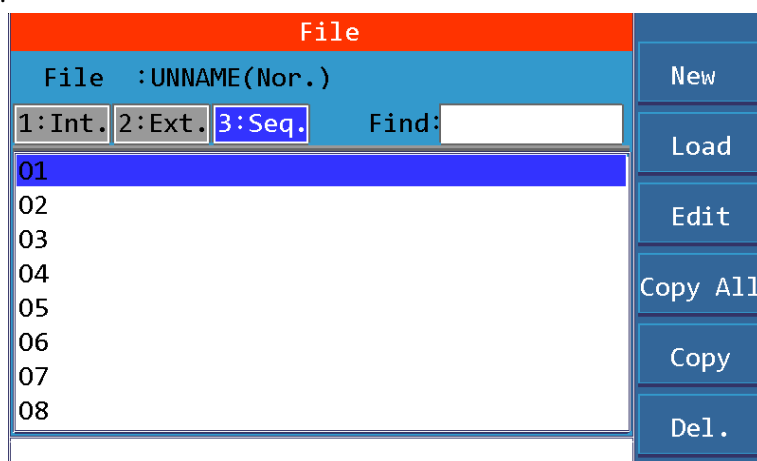 File
File :UNNAME(Nor.)
1:Int. 2:Ext. 3:Seq. Find:
01
02
03
04
05
06
07
08
New
Load
Edit
Copy All
Copy
Del.